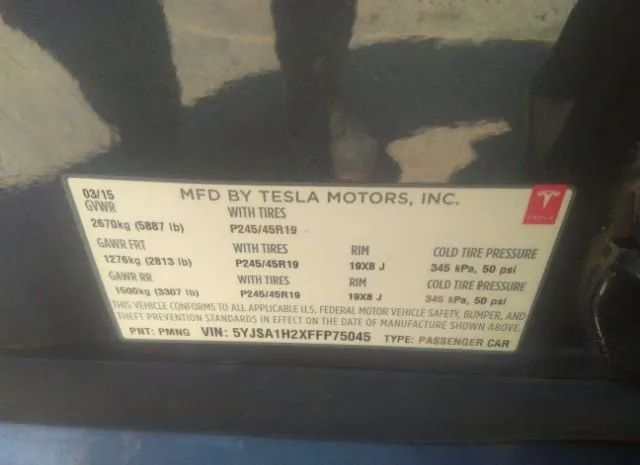 03/15 MFD BY TESLA MOTORS, INC.
GVWR WITH TIRES
2670kg (5887 lb) P245/45R19
GAWR FRT WITH TIRES RIM COLD TIRE PRESSURE
1276kg (2813 lb) P245/45R19 19X8 J 345 kPa, 50 psi
GAWR RR WITH TIRES RIM COLD TIRE PRESSURE
1500kg (3307 lb) P245/45R19 19X8 J 345 kPa, 50 psi
THIS VEHICLE CONFORMS TO ALL APPLICABLE U.S. FEDERAL MOTOR VEHICLE SAFETY, BUMPER, AND
THEFT PREVENTION STANDARDS IN EFFECT ON THE DATE OF MANUFACTURE SHOWN ABOVE.
PNT: PMNG VIN: 5YJSA1H2XFFP75045 TYPE: PASSENGER CAR
TESLA